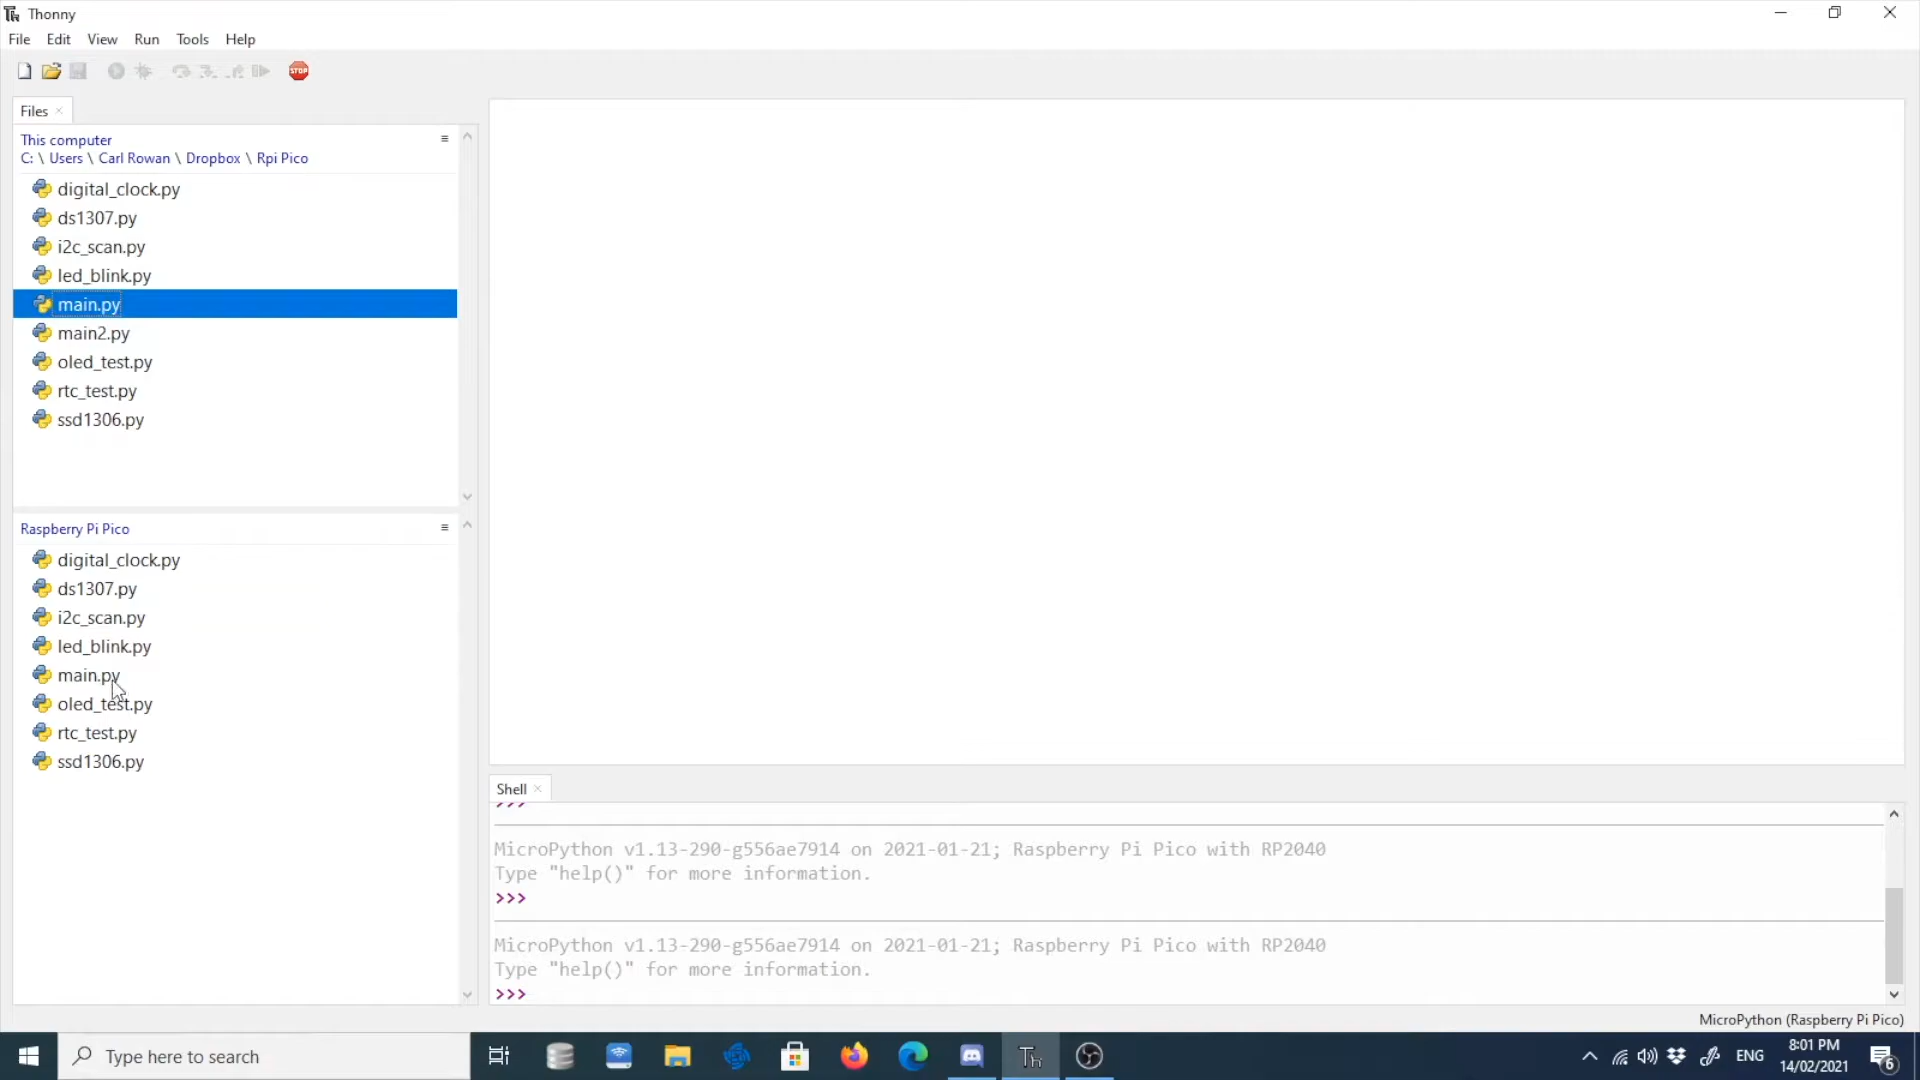 Thonny
File Edit View Run Tools Help
STOP
Files
This computer
C: \ Users \ Carl Rowan \ Dropbox \ Rpi Pico
digital_clock.py
ds1307.py
i2c_scan.py
led_blink.py
main.py
main2.py
oled_test.py
rtc_test.py
ssd1306.py
Raspberry Pi Pico
digital_clock.py
ds1307.py
i2c_scan.py
led_blink.py
main.py
oled_test.py
rtc_test.py
ssd1306.py
Shell
>>>
MicroPython v1.13-290-g556ae7914 on 2021-01-21; Raspberry Pi Pico with RP2040
Type "help()" for more information.
>>>
MicroPython v1.13-290-g556ae7914 on 2021-01-21; Raspberry Pi Pico with RP2040
Type "help()" for more information.
>>>
MicroPython (Raspberry Pi Pico)
Type here to search
Th
ENG
8:01 PM
14/02/2021
6